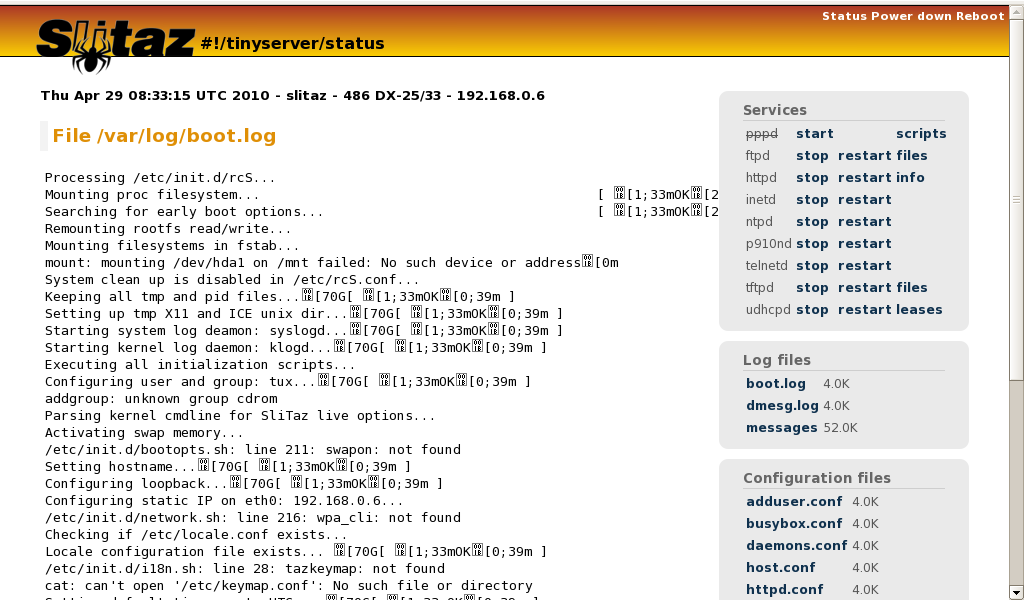 Status Power down Reboot
SliTaz #!/tinyserver/status
Thu Apr 29 08:33:15 UTC 2010 - slitaz - 486 DX-25/33 - 192.168.0.6
File /var/log/boot.log
Processing /etc/init.d/rcS...
Mounting proc filesystem... [ [1;33mOK[2
Searching for early boot options... [ [1;33mOK[2
Remounting rootfs read/write...
Mounting filesystems in fstab...
mount: mounting /dev/hda1 on /mnt failed: No such device or address[0m
System clean up is disabled in /etc/rcS.conf...
Keeping all tmp and pid files...[70G[ [1;33mOK[0;39m ]
Setting up tmp X11 and ICE unix dir...[70G[ [1;33mOK[0;39m ]
Starting system log deamon: syslogd...[70G[ [1;33mOK[0;39m ]
Starting kernel log daemon: klogd...[70G[ [1;33mOK[0;39m ]
Executing all initialization scripts...
Configuring user and group: tux...[70G[ [1;33mOK[0;39m ]
addgroup: unknown group cdrom
Parsing kernel cmdline for SliTaz live options...
Activating swap memory...
/etc/init.d/bootopts.sh: line 211: swapon: not found
Setting hostname...[70G[ [1;33mOK[0;39m ]
Configuring loopback...[70G[ [1;33mOK[0;39m ]
Configuring static IP on eth0: 192.168.0.6...
/etc/init.d/network.sh: line 216: wpa_cli: not found
Checking if /etc/locale.conf exists...
Locale configuration file exists... [70G[ [1;33mOK[0;39m ]
/etc/init.d/i18n.sh: line 28: tazkeymap: not found
cat: can't open '/etc/keymap.conf': No such file or directory
Services
pppd start scripts
ftpd stop restart files
httpd stop restart info
inetd stop restart
ntpd stop restart
p910nd stop restart
telnetd stop restart
tftpd stop restart files
udhcpd stop restart leases
Log files
boot.log 4.0K
dmesg.log 4.0K
messages 52.0K
Configuration files
adduser.conf 4.0K
busybox.conf 4.0K
daemons.conf 4.0K
host.conf 4.0K
httpd.conf 4.0K